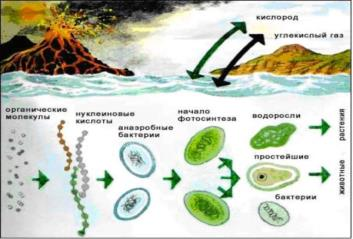 кислород
углекислый газ
органические
молекулы
нуклеиновые
кислоты
анаэробные
бактерии
начало
фотосинтеза
водоросли
простейшие
бактерии
растения
животные